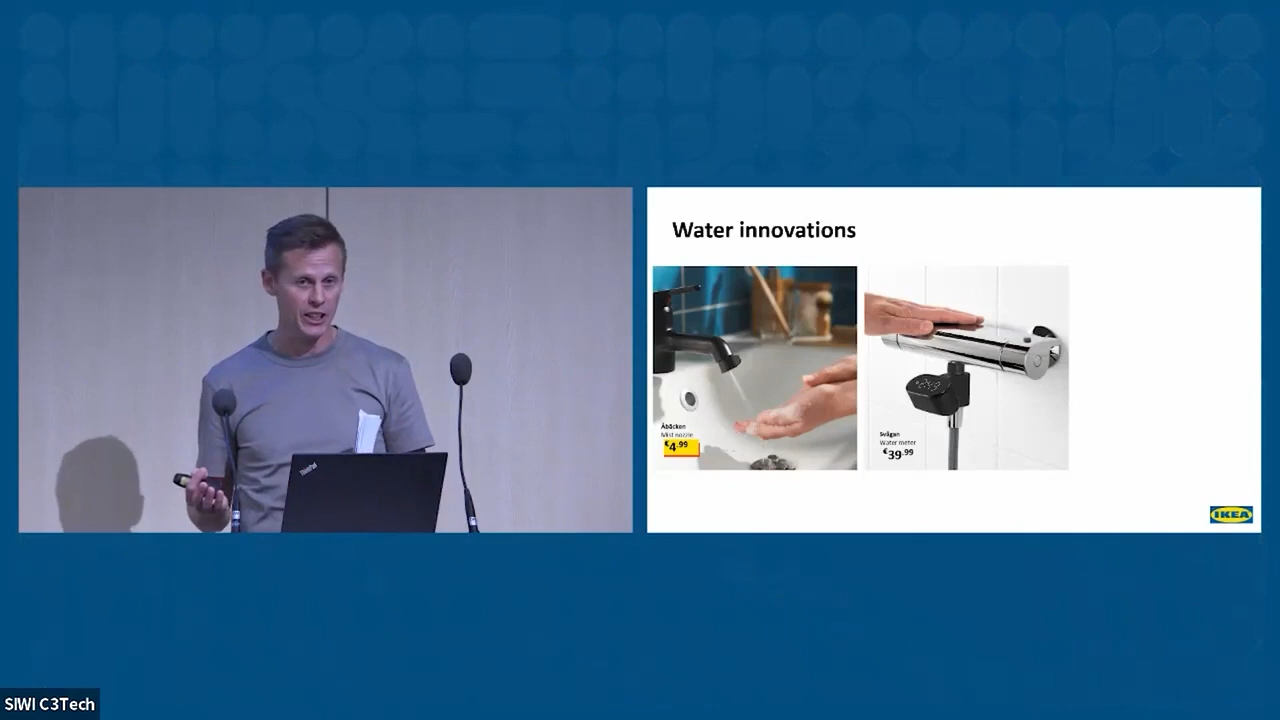 Water innovations
Åbäcken
Mist nozzle
€4.99
Svågan
Water meter
€39.99
IKEA
ThinkPad
SIWI C3Tech